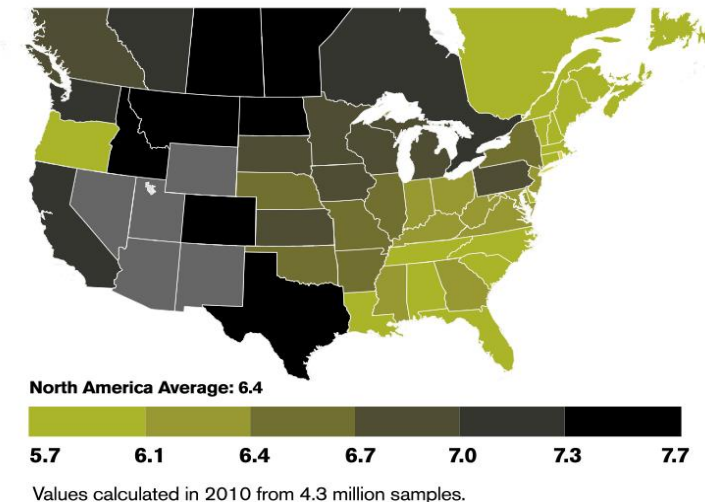 North America Average: 6.4
5.7 6.1 6.4 6.7 7.0 7.3 7.7
Values calculated in 2010 from 4.3 million samples.